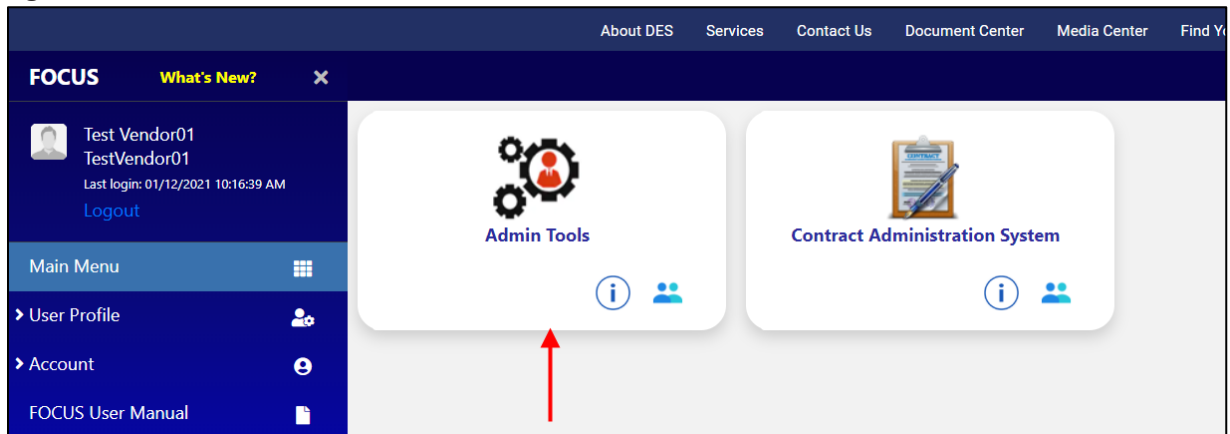 About DES Services Contact Us Document Center Media Center Find
FOCUS What's New?
Test Vendor01
TestVendor01
Last login: 01/12/2021 10:16:39 AM
Logout
Main Menu
User Profile
Account
FOCUS User Manual
Admin Tools
CONTRACT
Contract Administration System